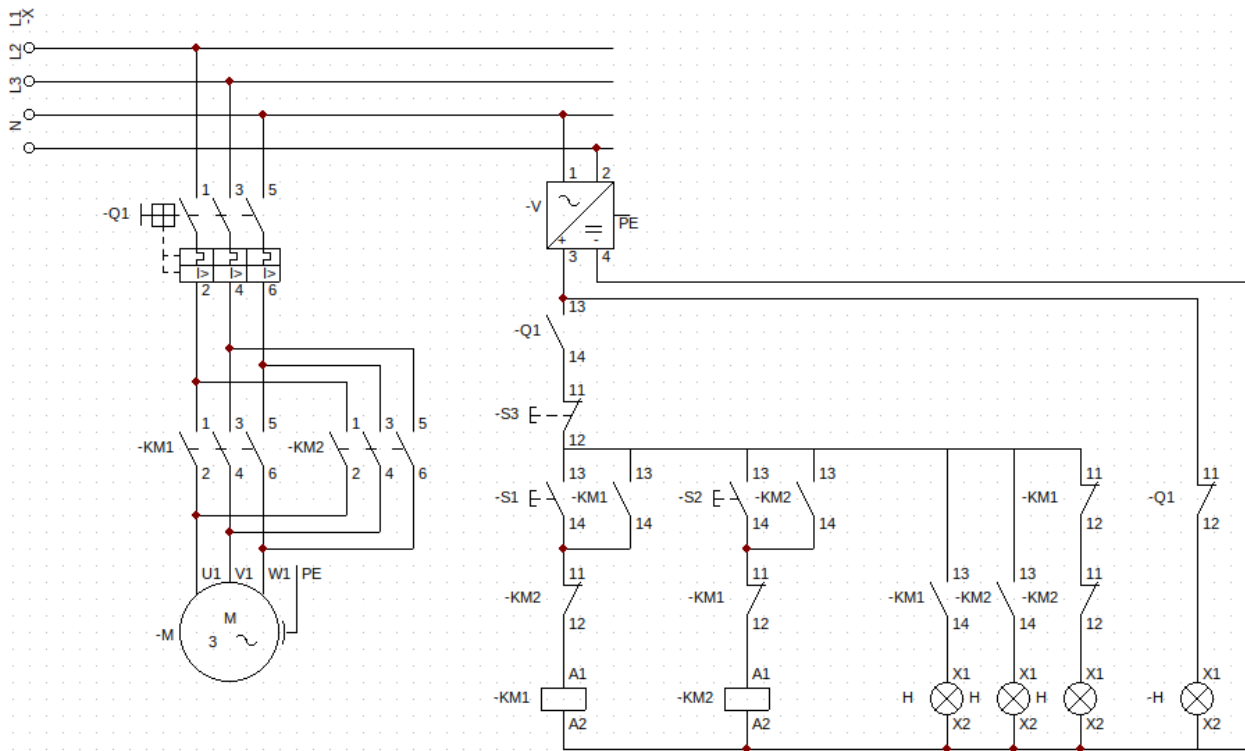 L1
-X
L2
L3
N
1 3 5
-Q1
I> I> I>
2 4 6
1 2
-V
PE
+ -
3 4
13
-Q1
14
11
-S3
12
1 3 5
-KM1
2 4 6
1 3 5
-KM2
2 4 6
U1 V1 W1 PE
M
-M 3
13 13 13 13 11 11
-S1 -KM1 -S2 -KM2 -KM1 -Q1
14 14 14 14 12 12
11 11 13 13 11
-KM2 -KM1 -KM1 -KM2 -KM2
12 12 14 14 12
A1 A1 X1 X1 X1 X1
-KM1 -KM2 H H H -H
A2 A2 X2 X2 X2 X2